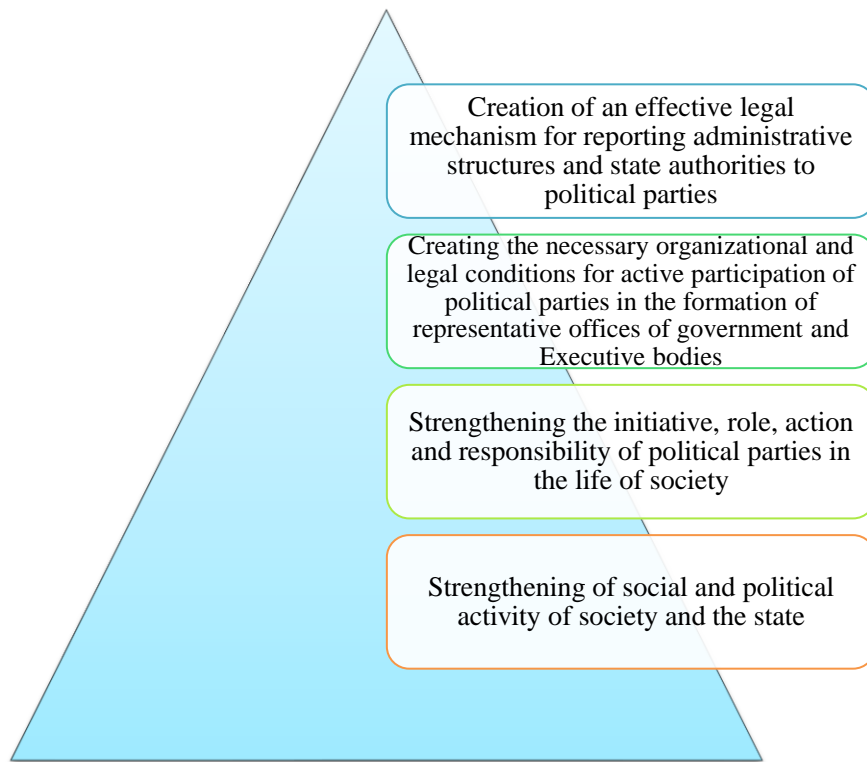 Creation of an effective legal
mechanism for reporting administrative
structures and state authorities to
political parties
Creating the necessary organizational and
legal conditions for active participation of
political parties in the formation of
representative offices of government and
Executive bodies
Strengthening the initiative, role, action
and responsibility of political parties in
the life of society
Strengthening of social and political
activity of society and the state